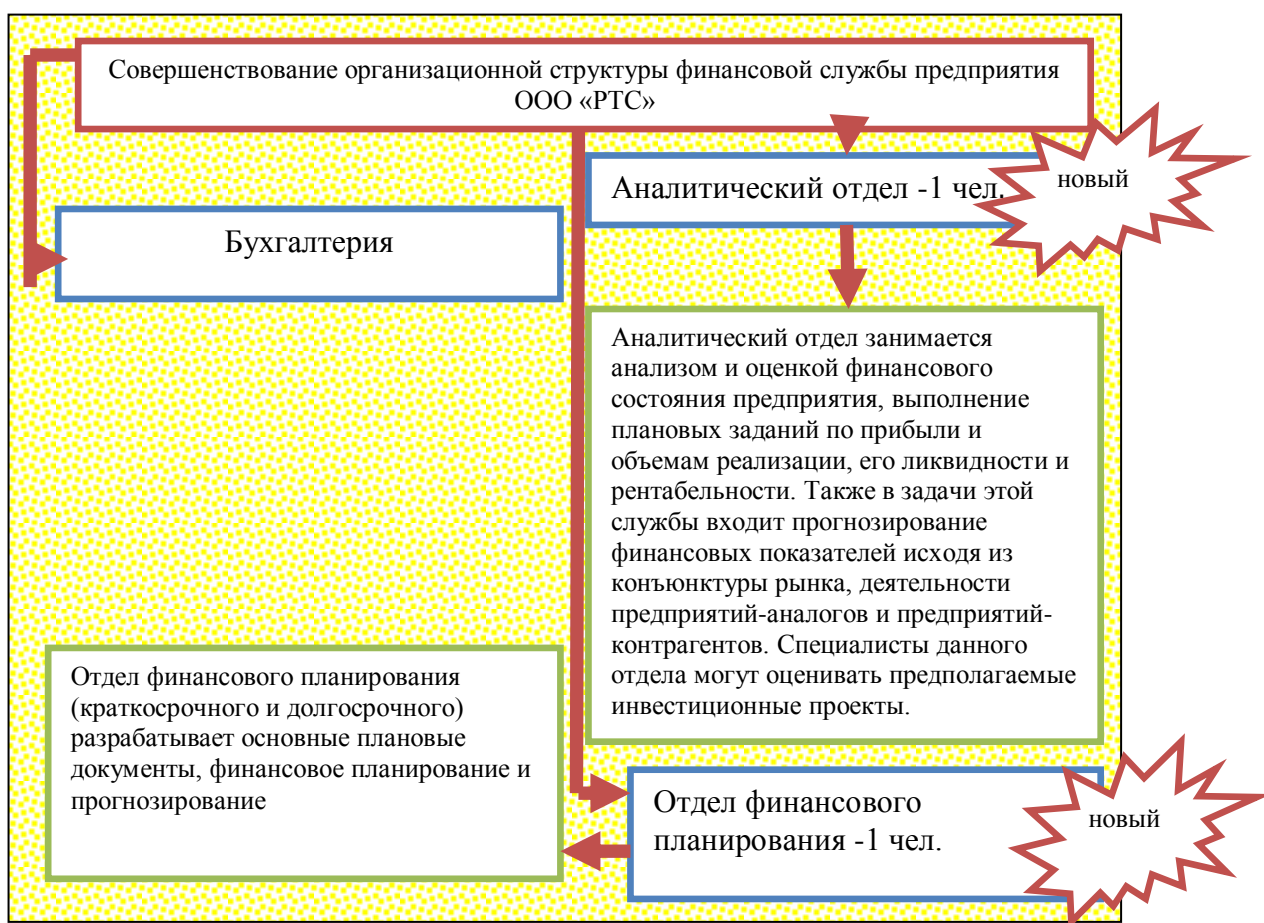 Совершенствование организационной структуры финансовой службы предприятия
ООО «РТС»
Аналитический отдел -1 чел.
новый
Бухгалтерия
Аналитический отдел занимается
анализом и оценкой финансового
состояния предприятия, выполнение
плановых заданий по прибыли и
объемам реализации, его ликвидности и
рентабельности. Также в задачи этой
службы входит прогнозирование
финансовых показателей исходя из
конъюнктуры рынка, деятельности
предприятий-аналогов и предприятий-
контрагентов. Специалисты данного
отдела могут оценивать предполагаемые
инвестиционные проекты.
Отдел финансового планирования
(краткосрочного и долгосрочного)
разрабатывает основные плановые
документы, финансовое планирование и
прогнозирование
Отдел финансового
планирования -1 чел.
новый